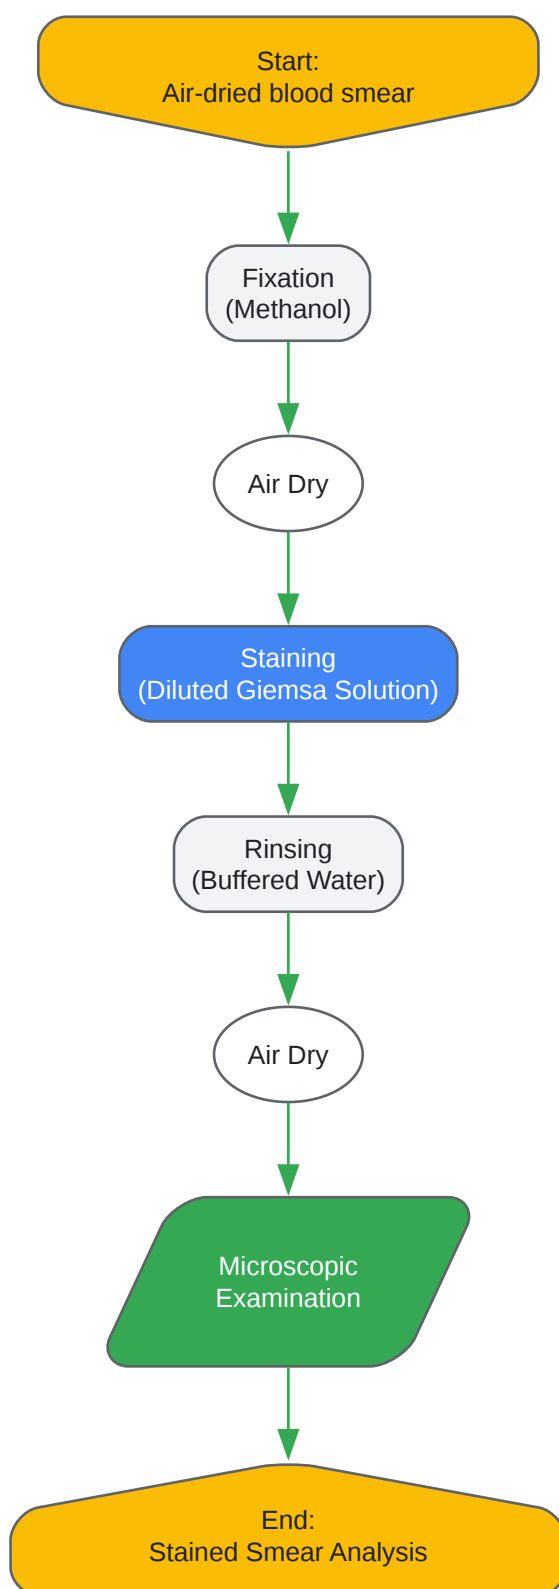 Start:
Air-dried blood smear
Fixation
(Methanol)
Air Dry
Staining
(Diluted Giemsa Solution)
Rinsing
(Buffered Water)
Air Dry
Microscopic
Examination
End:
Stained Smear Analysis